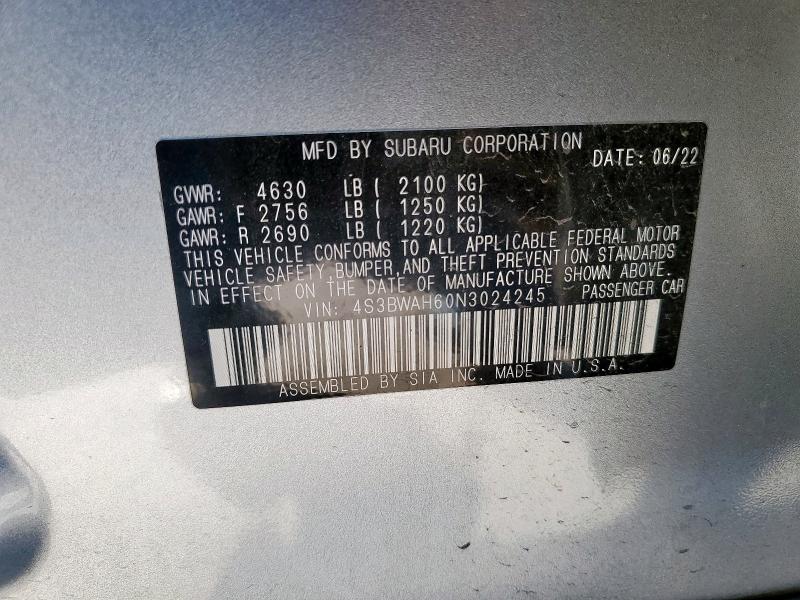 MFD BY SUBARU CORPORATION DATE: 06/22
GVWR: 4630 LB ( 2100 KG)
GAWR: F 2756 LB ( 1250 KG)
GAWR: R 2690 LB ( 1220 KG)
THIS VEHICLE CONFORMS TO ALL APPLICABLE FEDERAL MOTOR
VEHICLE SAFETY, BUMPER, AND THEFT PREVENTION STANDARDS
IN EFFECT ON THE DATE OF MANUFACTURE SHOWN ABOVE.
VIN: 4S3BWAH60N3024245 PASSENGER CAR
ASSEMBLED BY SIA INC. MADE IN U.S.A.